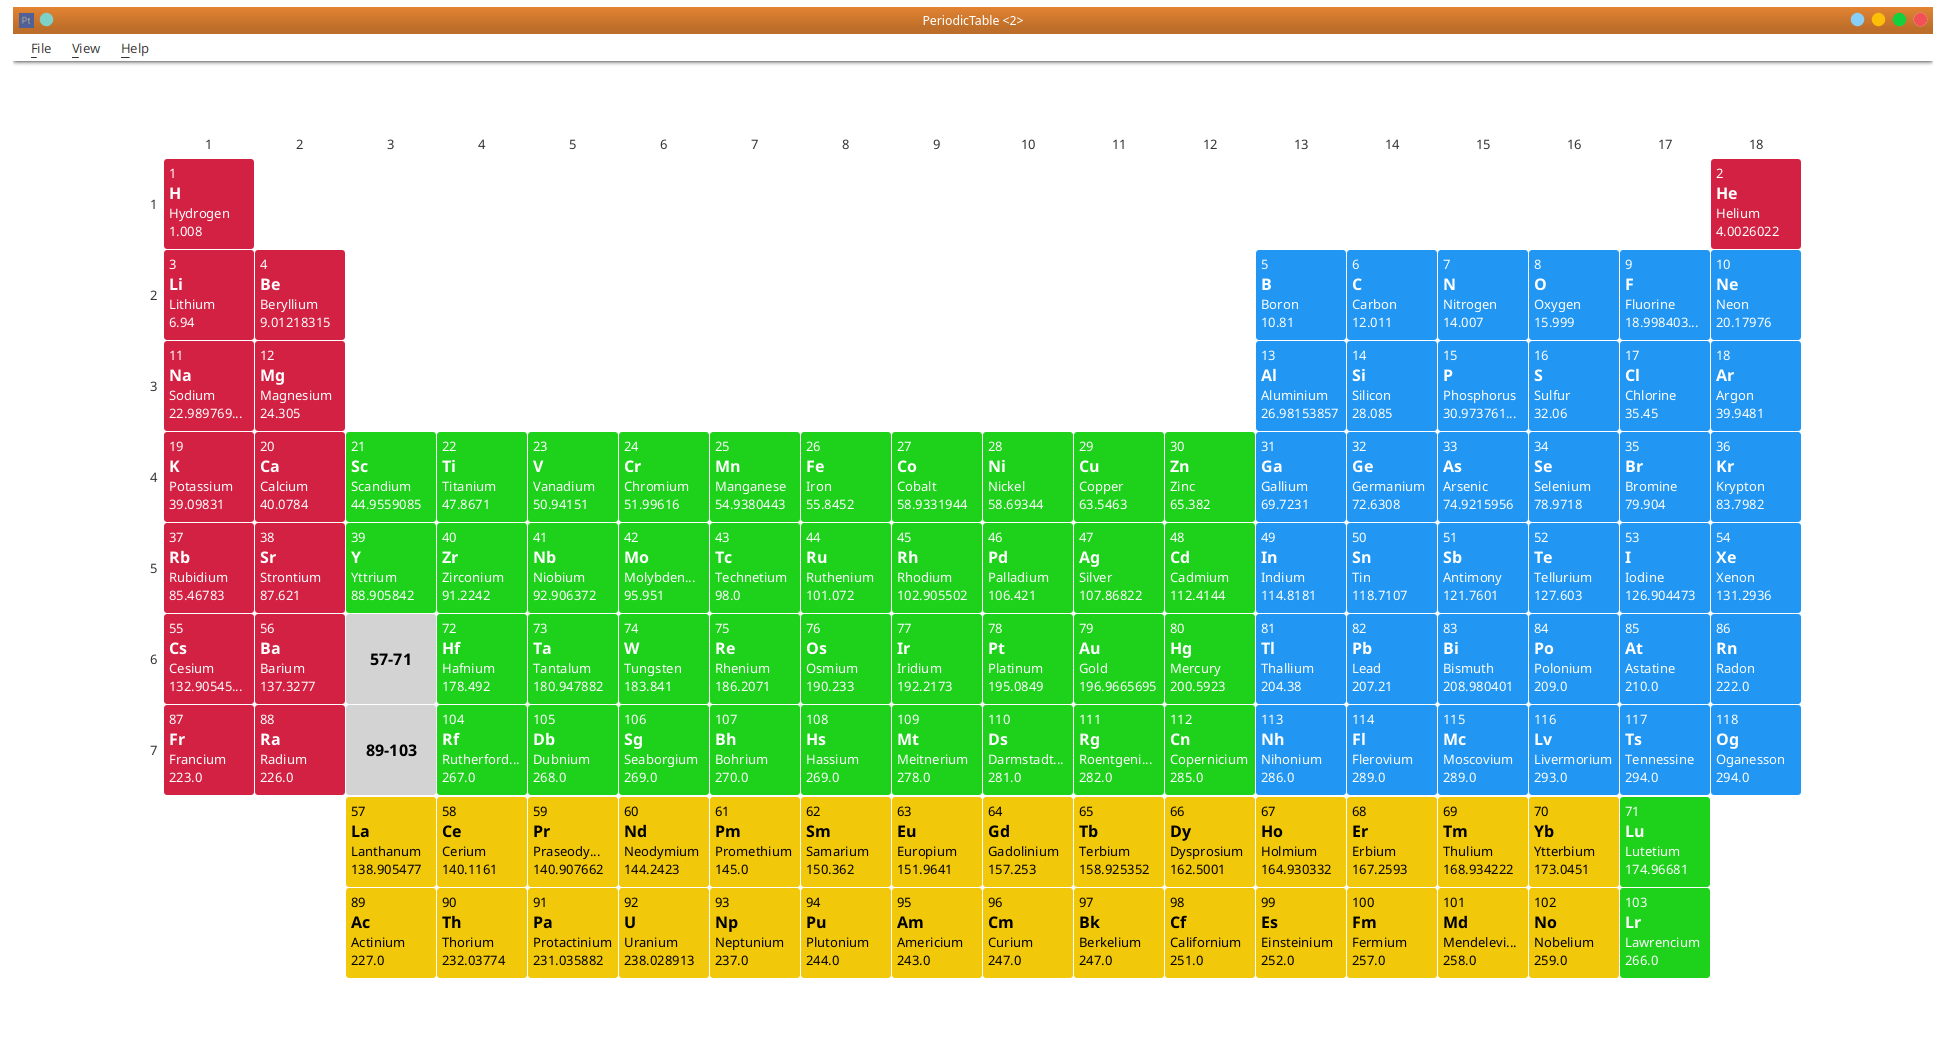 Pt
PeriodicTable <2>
File View Help
1 2 3 4 5 6 7 8 9 10 11 12 13 14 15 16 17 18
1
1 2
H He
Hydrogen Helium
1.008 4.0026022
2
3 4 5 6 7 8 9 10
Li Be B C N O F Ne
Lithium Beryllium Boron Carbon Nitrogen Oxygen Fluorine Neon
6.94 9.01218315 10.81 12.011 14.007 15.999 18.998403... 20.17976
3
11 12 13 14 15 16 17 18
Na Mg Al Si P S Cl Ar
Sodium Magnesium Aluminium Silicon Phosphorus Sulfur Chlorine Argon
22.989769... 24.305 26.98153857 28.085 30.973761... 32.06 35.45 39.9481
4
19 20 21 22 23 24 25 26 27 28 29 30 31 32 33 34 35 36
K Ca Sc Ti V Cr Mn Fe Co Ni Cu Zn Ga Ge As Se Br Kr
Potassium Calcium Scandium Titanium Vanadium Chromium Manganese Iron Cobalt Nickel Copper Zinc Gallium Germanium Arsenic Selenium Bromine Krypton
39.09831 40.0784 44.9559085 47.8671 50.94151 51.99616 54.9380443 55.8452 58.9331944 58.69344 63.5463 65.382 69.7231 72.6308 74.9215956 78.9718 79.904 83.7982
5
37 38 39 40 41 42 43 44 45 46 47 48 49 50 51 52 53 54
Rb Sr Y Zr Nb Mo Tc Ru Rh Pd Ag Cd In Sn Sb Te I Xe
Rubidium Strontium Yttrium Zirconium Niobium Molybden... Technetium Ruthenium Rhodium Palladium Silver Cadmium Indium Tin Antimony Tellurium Iodine Xenon
85.46783 87.621 88.905842 91.2242 92.906372 95.951 98.0 101.072 102.905502 106.421 107.86822 112.4144 114.8181 118.7107 121.7601 127.603 126.904473 131.2936
6
55 56 57-71 72 73 74 75 76 77 78 79 80 81 82 83 84 85 86
Cs Ba Hf Ta W Re Os Ir Pt Au Hg Tl Pb Bi Po At Rn
Cesium Barium Hafnium Tantalum Tungsten Rhenium Osmium Iridium Platinum Gold Mercury Thallium Lead Bismuth Polonium Astatine Radon
132.90545... 137.3277 178.492 180.947882 183.841 186.2071 190.233 192.2173 195.0849 196.9665695 200.5923 204.38 207.21 208.980401 209.0 210.0 222.0
7
87 88 89-103 104 105 106 107 108 109 110 111 112 113 114 115 116 117 118
Fr Ra Rf Db Sg Bh Hs Mt Ds Rg Cn Nh Fl Mc Lv Ts Og
Francium Radium Rutherford... Dubnium Seaborgium Bohrium Hassium Meitnerium Darmstadt... Roentgeni... Copernicium Nihonium Flerovium Moscovium Livermorium Tennessine Oganesson
223.0 226.0 267.0 268.0 269.0 270.0 269.0 278.0 281.0 282.0 285.0 286.0 289.0 289.0 293.0 294.0 294.0
57 58 59 60 61 62 63 64 65 66 67 68 69 70 71
La Ce Pr Nd Pm Sm Eu Gd Tb Dy Ho Er Tm Yb Lu
Lanthanum Cerium Praseody... Neodymium Promethium Samarium Europium Gadolinium Terbium Dysprosium Holmium Erbium Thulium Ytterbium Lutetium
138.905477 140.1161 140.907662 144.2423 145.0 150.362 151.9641 157.253 158.925352 162.5001 164.930332 167.2593 168.934222 173.0451 174.96681
89 90 91 92 93 94 95 96 97 98 99 100 101 102 103
Ac Th Pa U Np Pu Am Cm Bk Cf Es Fm Md No Lr
Actinium Thorium Protactinium Uranium Neptunium Plutonium Americium Curium Berkelium Californium Einsteinium Fermium Mendelevi... Nobelium Lawrencium
227.0 232.03774 231.035882 238.028913 237.0 244.0 243.0 247.0 247.0 251.0 252.0 257.0 258.0 259.0 266.0